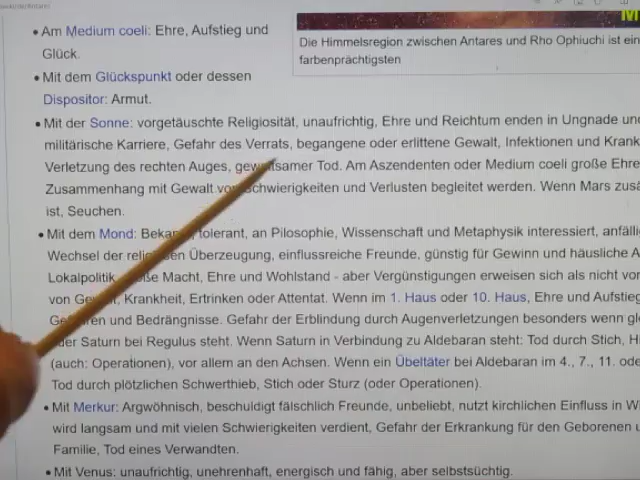 Am Medium coeli: Ehre, Aufstieg und
Glück.
Die Himmelsregion zwischen Antares und Rho Ophiuchi ist ein
farbenprächtigsten
Mit dem Glückspunkt oder dessen
Dispositor: Armut.
Mit der Sonne: vorgetäuschte Religiosität, unaufrichtig, Ehre und Reichtum enden in Ungnade
militärische Karriere, Gefahr des Verrats, begangene oder erlittene Gewalt, Infektionen und
Verletzung des rechten Auges, Tod. Am Aszendenten oder Medium coeli große Ehre
Zusammenhang mit Gewalt Schwierigkeiten und Verlusten begleitet werden. Wenn Mars
ist, Seuchen.
Mit dem Mond: tolerant, an Pilosophie, Wissenschaft und Metaphysik interessiert,
Wechsel der Überzeugung, einflussreiche Freunde, günstig für Gewinn und häusliche
Lokalpolitik, Macht, Ehre und Wohlstand - aber Vergünstigungen erweisen sich als nicht
von Krankheit, Ertrinken oder Attentat. Wenn im 1. Haus oder 10. Haus, Ehre und
und Bedrängnisse. Gefahr der Erblindung durch Augenverletzungen besonders wenn
der Saturn bei Regulus steht. Wenn Saturn in Verbindung zu Aldebaran steht: Tod durch Stich,
(auch: Operationen), vor allem an den Achsen. Wenn ein Übeltäter bei Aldebaran im 4., 7., 11.
Tod durch plötzlichen Schwerthieb, Stich oder Sturz (oder Operationen).
Mit Merkur: Argwöhnisch, beschuldigt fälschlich Freunde, unbeliebt, nutzt kirchlichen Einfluss in
wird langsam und mit vielen Schwierigkeiten verdient, Gefahr der Erkrankung für den Geborenen
Familie, Tod eines Verwandten.
Mit Venus: unaufrichtig, unehrenhaft, energisch und fähig, aber selbstsüchtig.